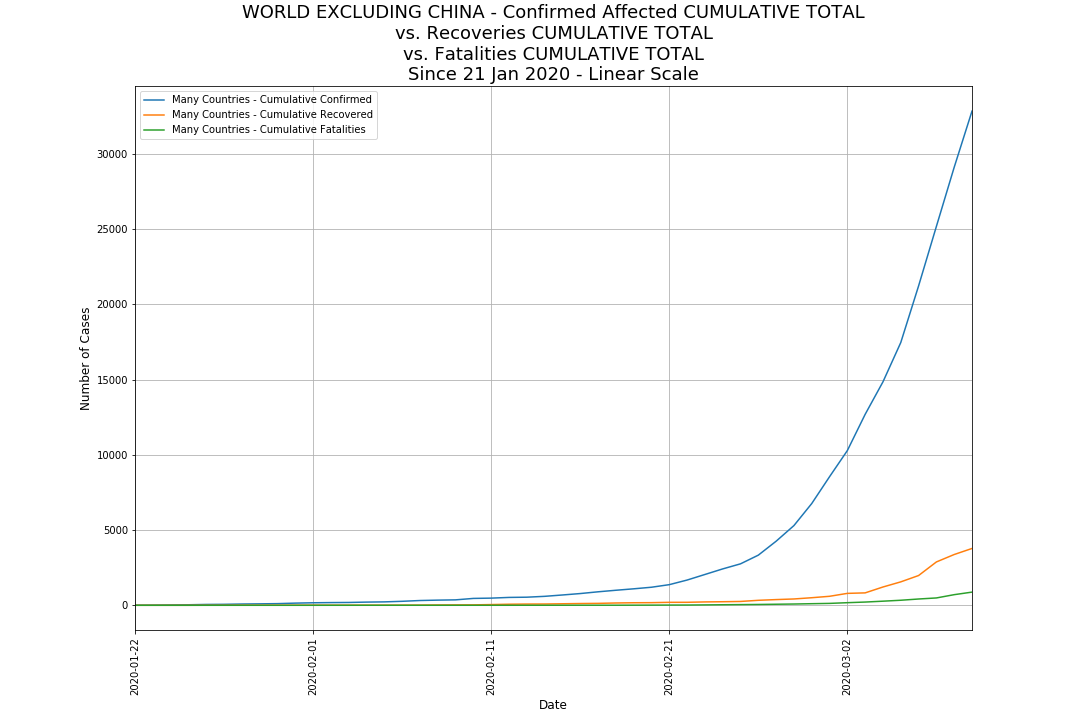 WORLD EXCLUDING CHINA - Confirmed Affected CUMULATIVE TOTAL
vs. Recoveries CUMULATIVE TOTAL
vs. Fatalities CUMULATIVE TOTAL
Since 21 Jan 2020 - Linear Scale
Many Countries - Cumulative Confirmed
Many Countries - Cumulative Recovered
Many Countries - Cumulative Fatalities
30000
25000
20000
15000
10000
5000
0
Number of Cases
2020-01-22
2020-02-01
2020-02-11
2020-02-21
2020-03-02
Date